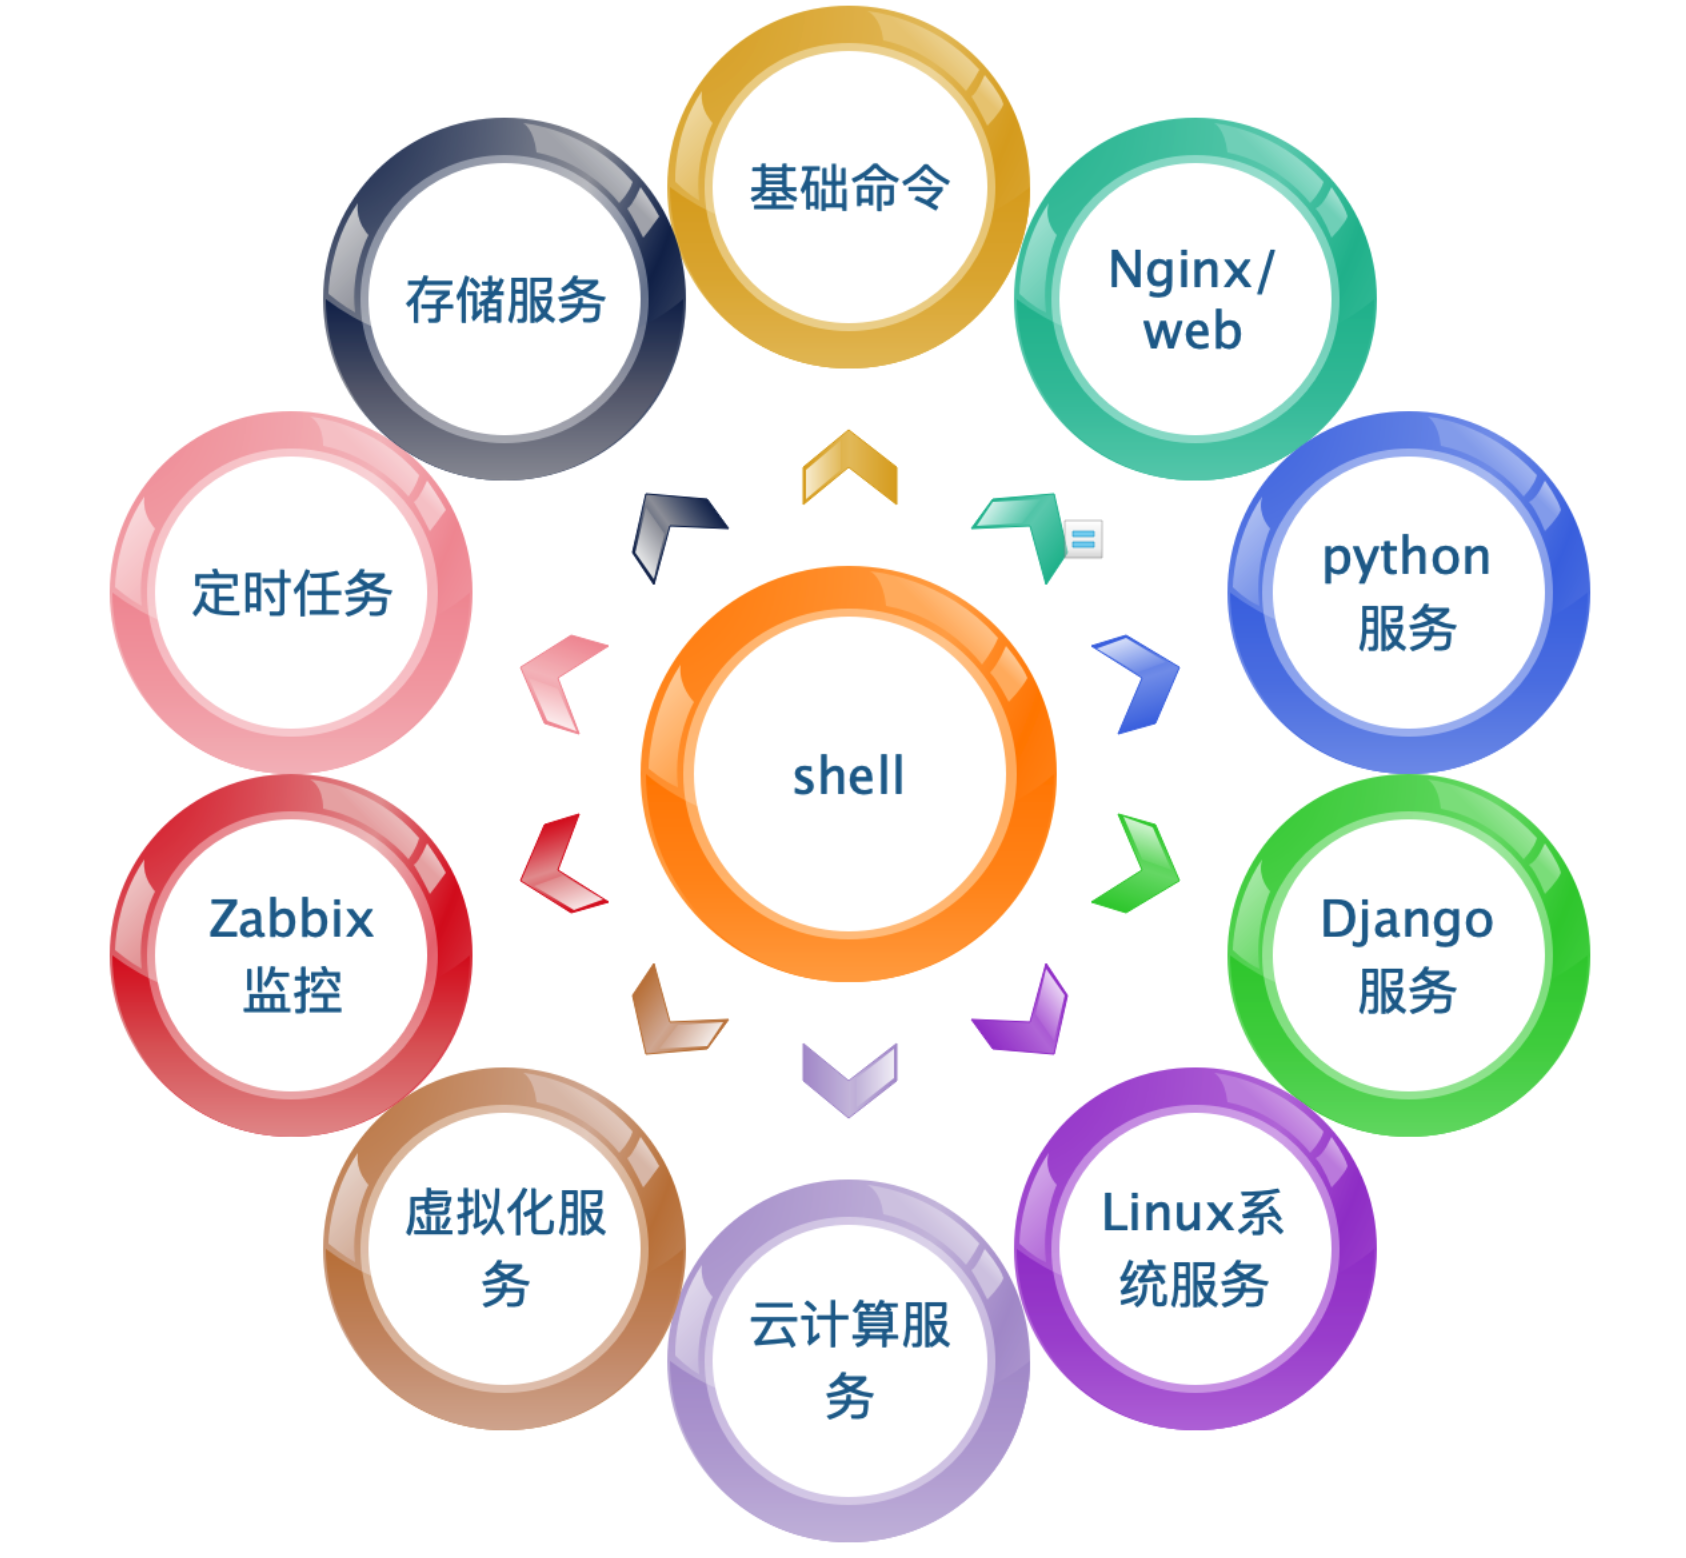 基础命令
Nginx/
web
python
服务
Django
服务
Linux系
统服务
云计算服
务
虚拟化服
务
Zabbix
监控
定时任务
存储服务
shell